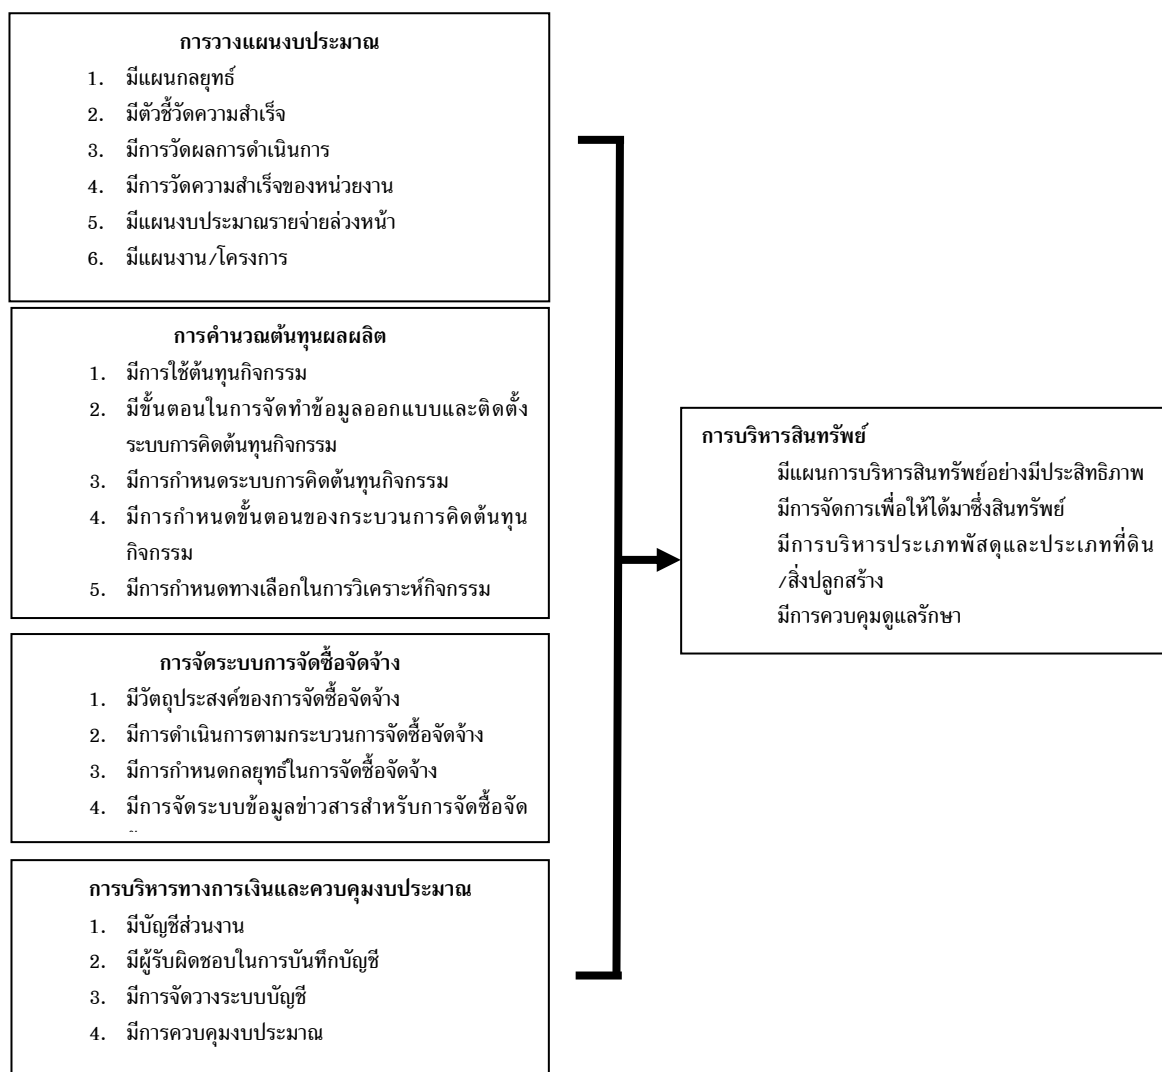 การวางแผนงบประมาณ
1. มีแผนกลยุทธ์
2. มีตัวชี้วัดความสำเร็จ
3. มีการวัดผลการดำเนินการ
4. มีการวัดความสำเร็จของหน่วยงาน
5. มีแผนงบประมาณรายจ่ายล่วงหน้า
6. มีแผนงาน/โครงการ
การคำนวณต้นทุนผลผลิต
1. มีการใช้ต้นทุนกิจกรรม
2. มีขั้นตอนในการจัดทำข้อมูลออกแบบและติดตั้ง
ระบบการคิดต้นทุนกิจกรรม
3. มีการกำหนดระบบการคิดต้นทุนกิจกรรม
4. มีการกำหนดขั้นตอนของกระบวนการคิดต้นทุน
กิจกรรม
5. มีการกำหนดทางเลือกในการวิเคราะห์กิจกรรม
การจัดระบบการจัดซื้อจัดจ้าง
1. มีวัตถุประสงค์ของการจัดซื้อจัดจ้าง
2. มีการดำเนินการตามกระบวนการจัดซื้อจัดจ้าง
3. มีการกำหนดกลยุทธ์ในการจัดซื้อจัดจ้าง
4. มีการจัดระบบข้อมูลข่าวสารสำหรับการจัดซื้อจัด
การบริหารทางการเงินและควบคุมงบประมาณ
1. มีบัญชีส่วนงาน
2. มีผู้รับผิดชอบในการบันทึกบัญชี
3. มีการจัดวางระบบบัญชี
4. มีการควบคุมงบประมาณ
การบริหารสินทรัพย์
มีแผนการบริหารสินทรัพย์อย่างมีประสิทธิภาพ
มีการจัดการเพื่อให้ได้มาซึ่งสินทรัพย์
มีการบริหารประเภทพัสดุและประเภทที่ดิน
/สิ่งปลูกสร้าง
มีการควบคุมดูแลรักษา